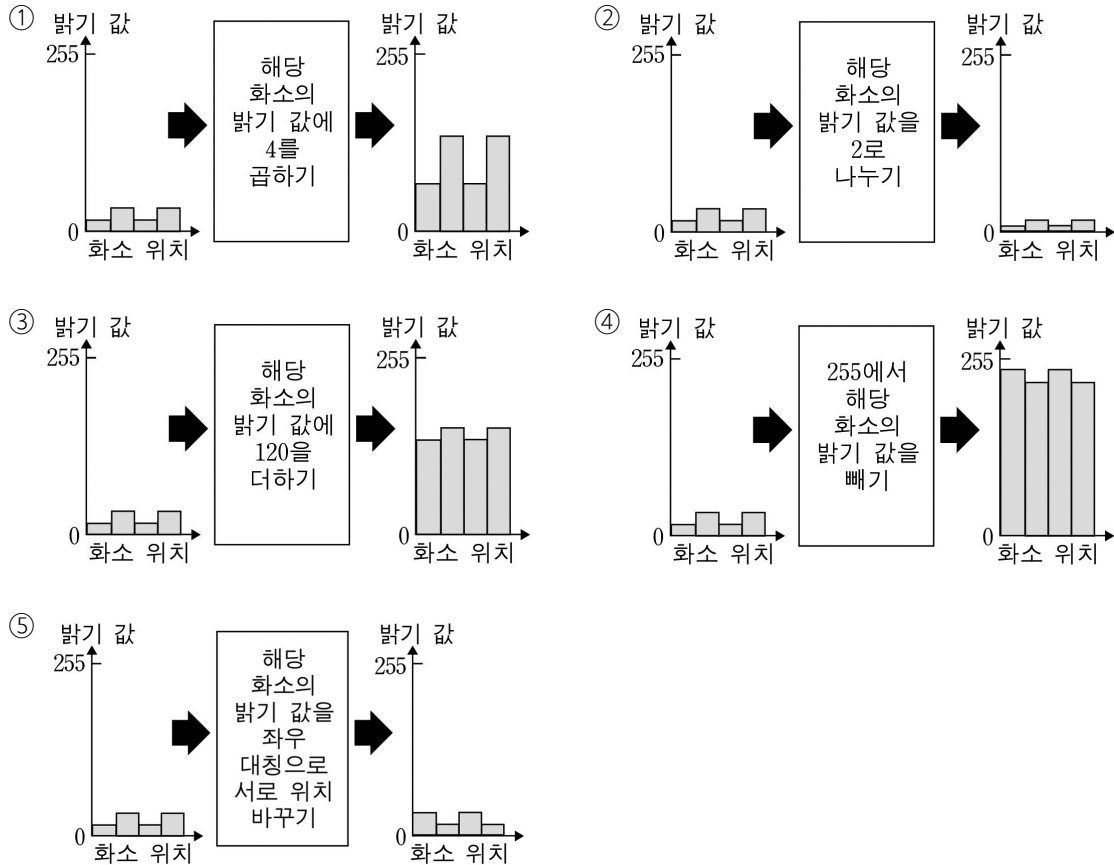 ①
밝기 값
255
0
화소 위치
해당
화소의
밝기 값에
4를
곱하기
밝기 값
255
0
화소 위치
②
밝기 값
255
0
화소 위치
해당
화소의
밝기 값을
2로
나누기
밝기 값
255
0
화소 위치
③
밝기 값
255
0
화소 위치
해당
화소의
밝기 값에
120을
더하기
밝기 값
255
0
화소 위치
④
밝기 값
255
0
화소 위치
255에서
해당
화소의
밝기 값을
빼기
밝기 값
255
0
화소 위치
⑤
밝기 값
255
0
화소 위치
해당
화소의
밝기 값을
좌우
대칭으로
서로 위치
바꾸기
밝기 값
255
0
화소 위치